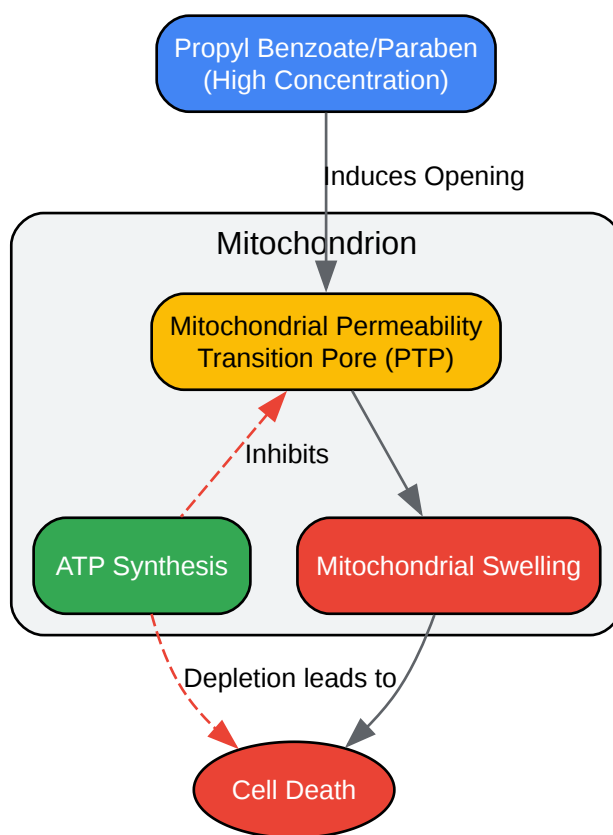 Propyl Benzoate/Paraben
(High Concentration)
Induces Opening
Mitochondrion
Mitochondrial Permeability
Transition Pore (PTP)
Inhibits
ATP Synthesis
Mitochondrial Swelling
Depletion leads to
Cell Death